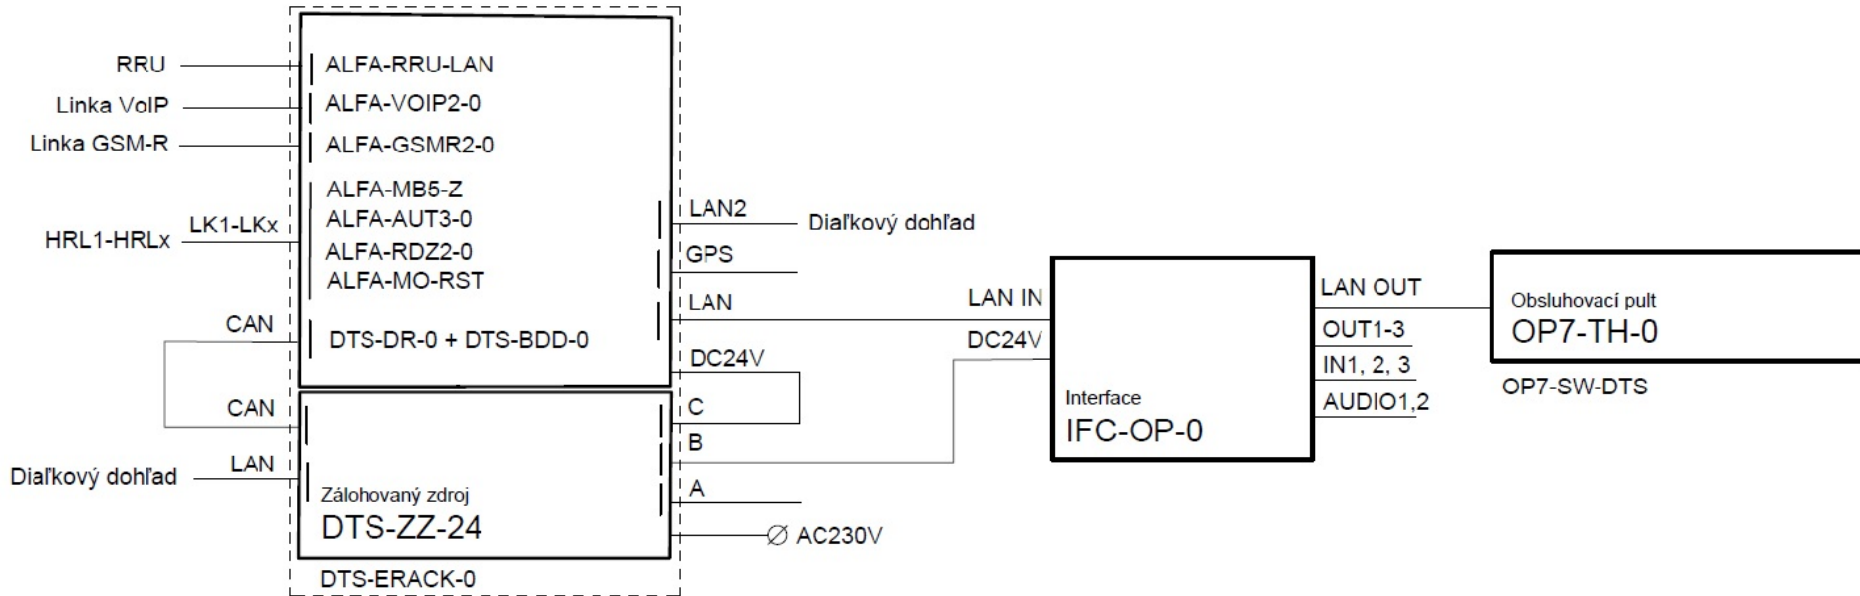 RRU
ALFA-RRU-LAN
Linka VoIP
ALFA-VOIP2-0
Linka GSM-R
ALFA-GSMR2-0
ALFA-MB5-Z
ALFA-AUT3-0
ALFA-RDZ2-0
ALFA-MO-RST
HRL1-HRLx
LK1-LKx
CAN
DTS-DR-0 + DTS-BDD-0
LAN2
Diaľkový dohľad
GPS
LAN
DC24V
CAN
C
B
Diaľkový dohľad
LAN
Zálohovaný zdroj
DTS-ZZ-24
A
AC230V
DTS-ERACK-0
LAN IN
DC24V
Interface
IFC-OP-0
LAN OUT
OUT1-3
IN1, 2, 3
AUDIO1,2
Obsluhovací pult
OP7-TH-0
OP7-SW-DTS